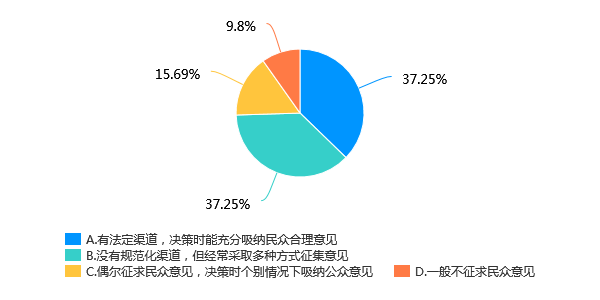 9.8%
15.69%
37.25%
37.25%
A.有法定渠道，决策时能充分吸纳民众合理意见
B.没有规范化渠道，但经常采取多种方式征集意见
C.偶尔征求民众意见，决策时个别情况下吸纳公众意见
D.一般不征求民众意见